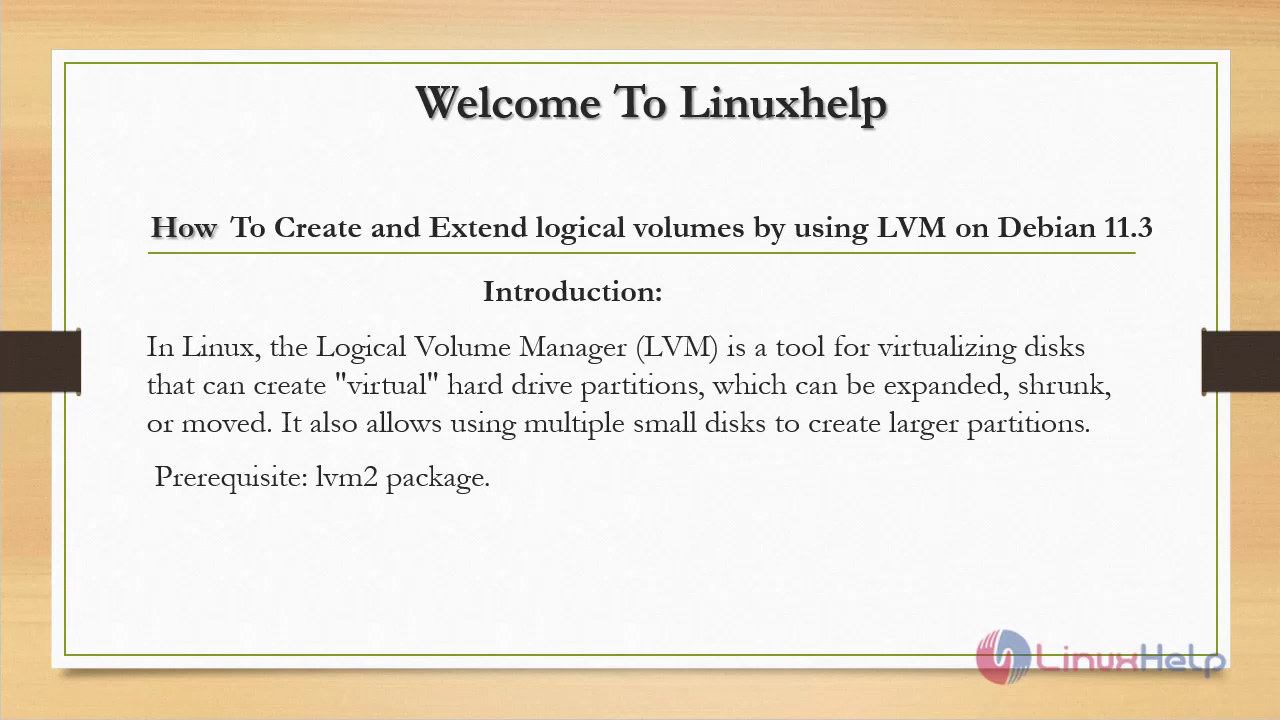 Welcome To Linuxhelp
How To Create and Extend logical volumes by using LVM on Debian 11.3
Introduction:
In Linux, the Logical Volume Manager (LVM) is a tool for virtualizing disks
that can create "virtual" hard drive partitions, which can be expanded, shrunk,
or moved. It also allows using multiple small disks to create larger partitions.
Prerequisite: lvm2 package.
LinuxHelp